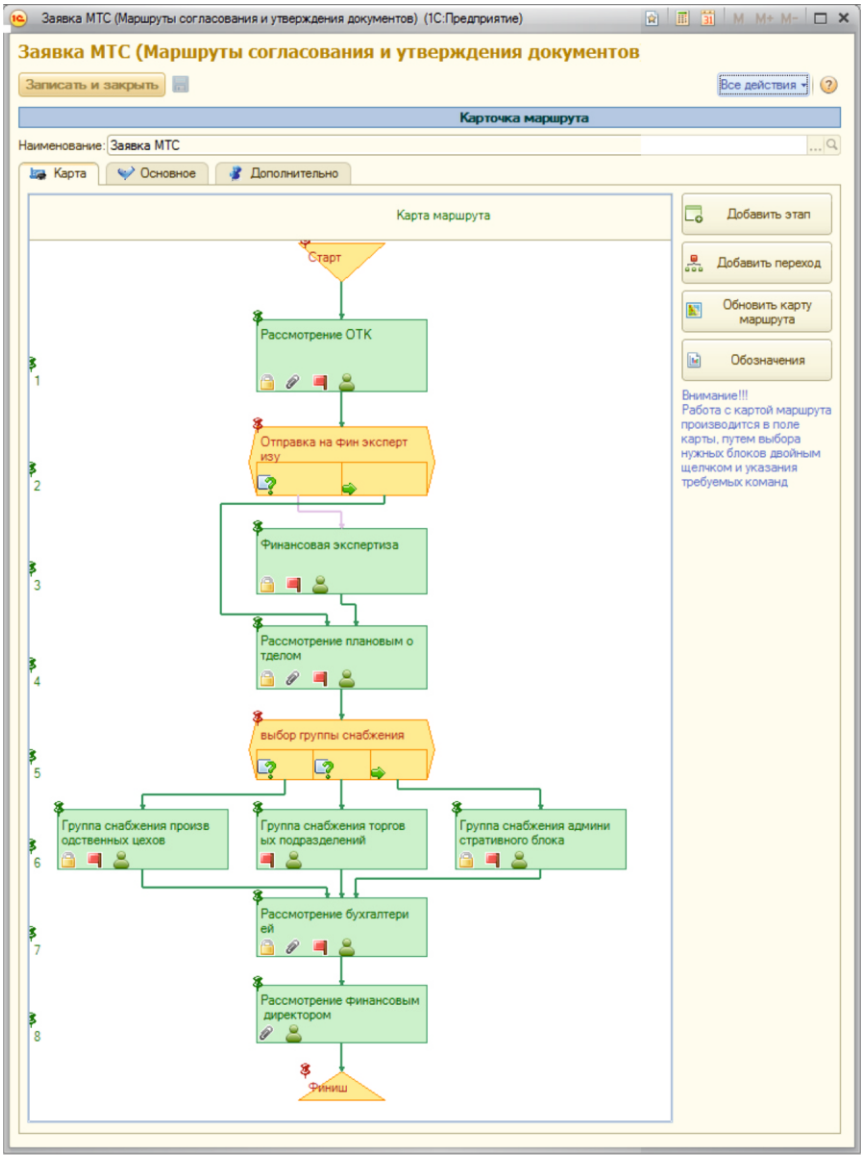 Заявка МТС (Маршруты согласования и утверждения документов) (1С:Предприятие)
31 M M+ M-
Заявка МТС (Маршруты согласования и утверждения документов
Записать и закрыть
Все действия
?
Карточка маршрута
Наименование: Заявка МТС
...
Карта
Основное
Дополнительно
Карта маршрута
Добавить этап
Добавить переход
Обновить карту
маршрута
Обозначения
Внимание!!!
Работа с картой маршрута
производится в поле
карты, путем выбора
нужных блоков двойным
щелчком и указания
требуемых команд
Старт
Рассмотрение ОТК
1
Отправка на фин эксперт
изу
2
Финансовая экспертиза
3
Рассмотрение плановым о
тделом
4
выбор группы снабжения
5
Группа снабжения произв
одственных цехов
Группа снабжения торгов
ых подразделений
Группа снабжения админи
стративного блока
6
Рассмотрение бухгалтери
ей
7
Рассмотрение финансовым
директором
8
Финиш